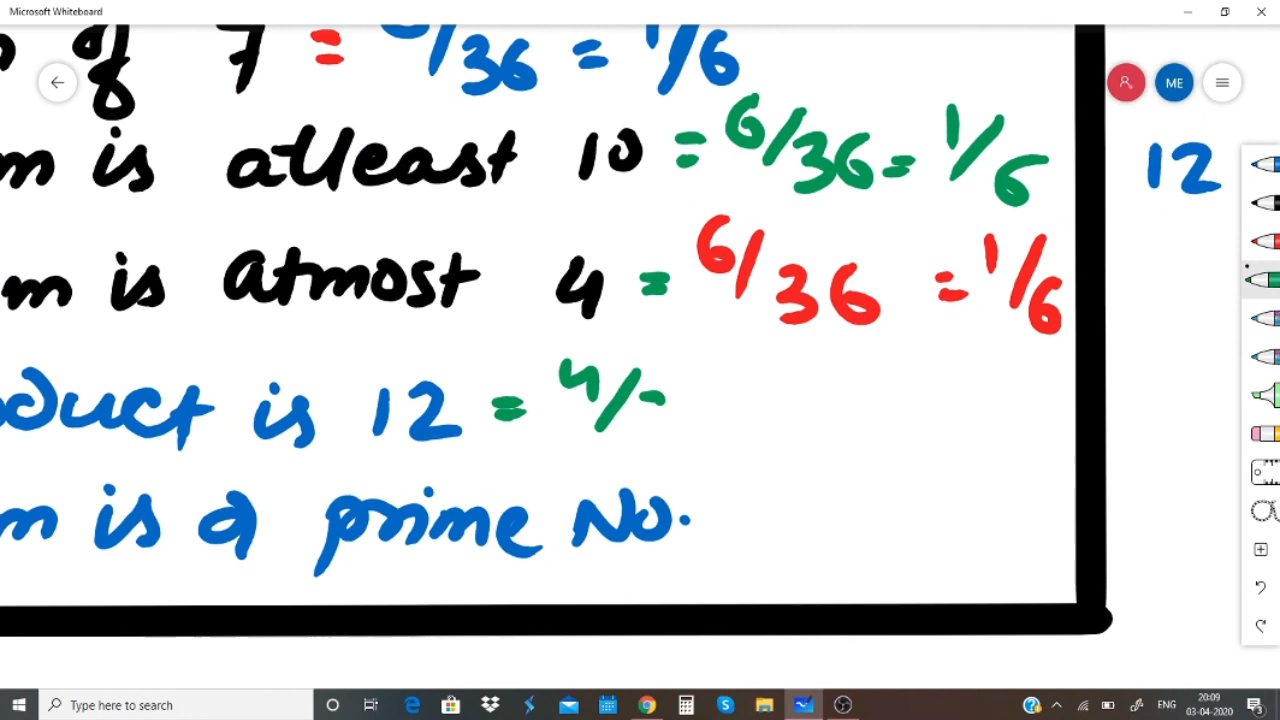 Microsoft Whiteboard
of 7 = 6/36 = 1/6
ME
m is atleast 10 = 6/36 = 1/6
12
m is atmost 4 = 6/36 = 1/6
oduct is 12 = 4/
m is a prime No.
Type here to search
ENG
20:09
03-04-2020
3